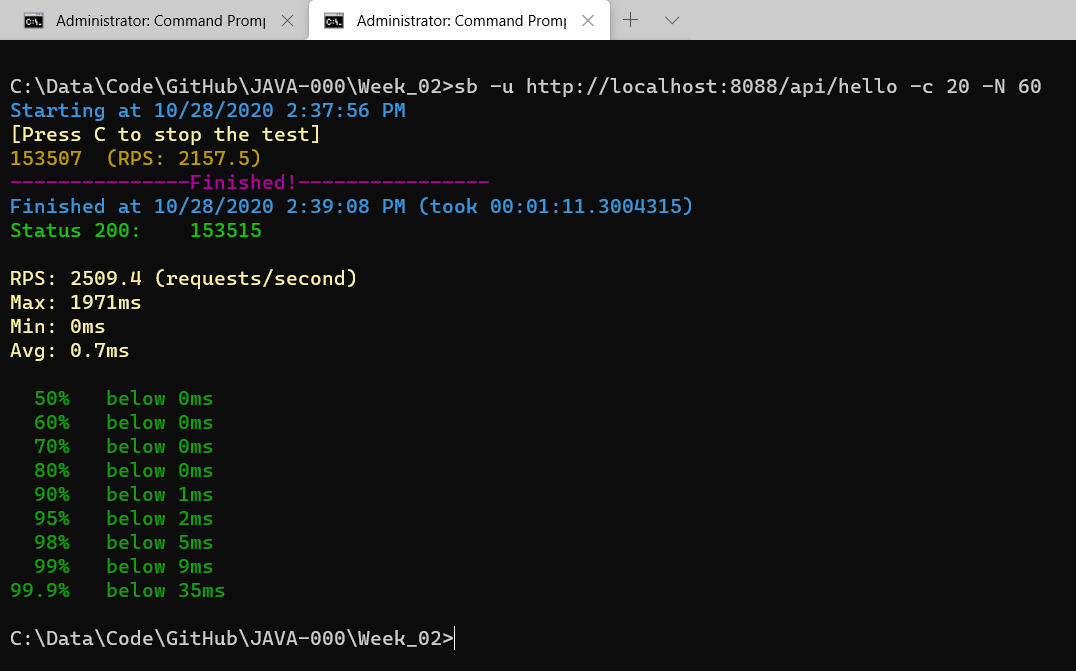 Administrator: Command Promp
Administrator: Command Promp
C:\Data\Code\GitHub\JAVA-000\Week_02>sb -u http://localhost:8088/api/hello -c 20 -N 60
Starting at 10/28/2020 2:37:56 PM
[Press C to stop the test]
153507  (RPS: 2157.5)
---------------Finished!----------------
Finished at 10/28/2020 2:39:08 PM (took 00:01:11.3004315)
Status 200:    153515
RPS: 2509.4 (requests/second)
Max: 1971ms
Min: 0ms
Avg: 0.7ms
50%   below 0ms
60%   below 0ms
70%   below 0ms
80%   below 0ms
90%   below 1ms
95%   below 2ms
98%   below 5ms
99%   below 9ms
99.9%   below 35ms
C:\Data\Code\GitHub\JAVA-000\Week_02>